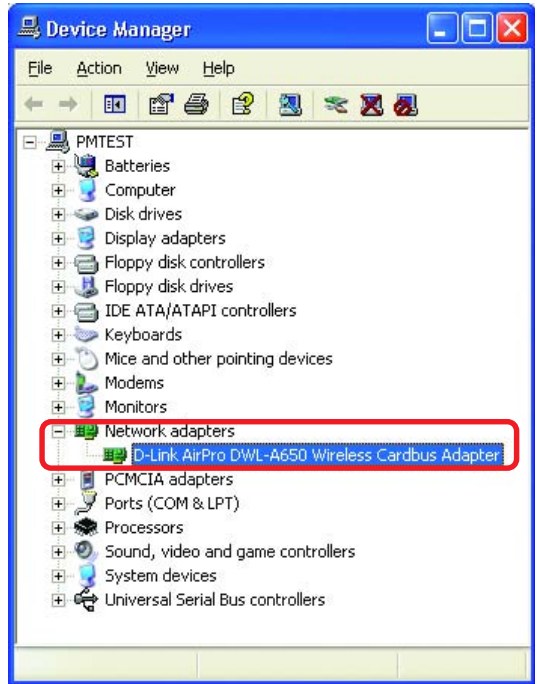 Device Manager
File Action View Help
PMTEST
Batteries
Computer
Disk drives
Display adapters
Floppy disk controllers
Floppy disk drives
IDE ATA/ATAPI controllers
Keyboards
Mice and other pointing devices
Modems
Monitors
Network adapters
D-Link AirPro DWL-A650 Wireless Cardbus Adapter
PCMCIA adapters
Ports (COM & LPT)
Processors
Sound, video and game controllers
System devices
Universal Serial Bus controllers